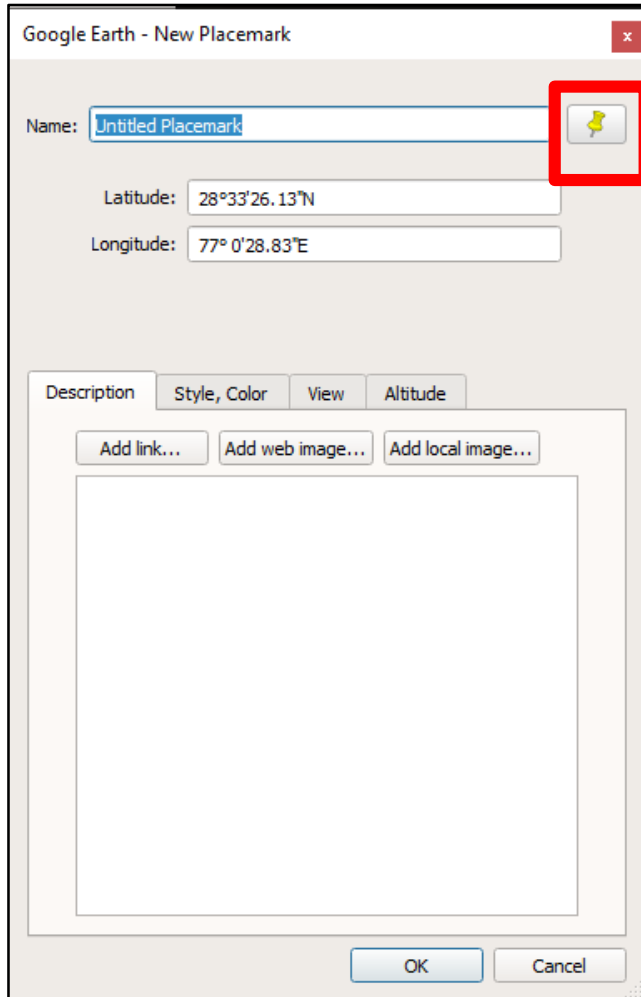 Google Earth - New Placemark
x
Name: Untitled Placemark
Latitude: 28°33'26.13"N
Longitude: 77° 0'28.83"E
Description Style, Color View Altitude
Add link... Add web image... Add local image...
OK Cancel